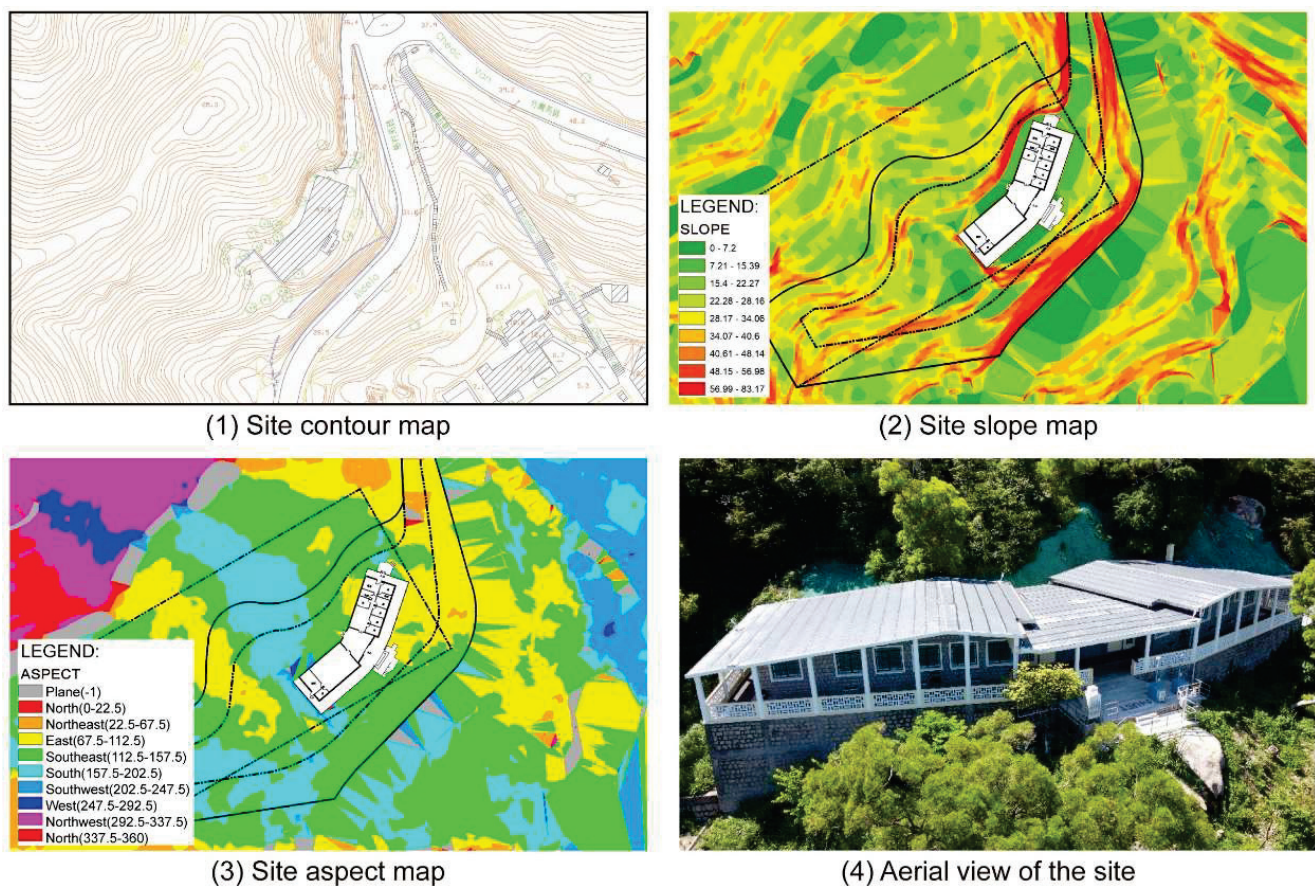 Cheoc
Van
(1) Site contour map
LEGEND:
SLOPE
0 - 7.2
7.21 - 15.39
15.4 - 22.27
22.28 - 28.16
28.17 - 34.06
34.07 - 40.6
40.61 - 48.14
48.15 - 56.98
56.99 - 83.17
(2) Site slope map
LEGEND:
ASPECT
Plane(-1)
North(0-22.5)
Northeast(22.5-67.5)
East(67.5-112.5)
Southeast(112.5-157.5)
South(157.5-202.5)
Southwest(202.5-247.5)
West(247.5-292.5)
Northwest(292.5-337.5)
North(337.5-360)
(3) Site aspect map
(4) Aerial view of the site